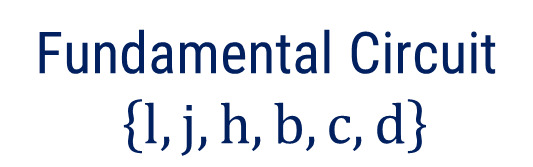 Fundamental Circuit
{l, j, h, b, c, d}